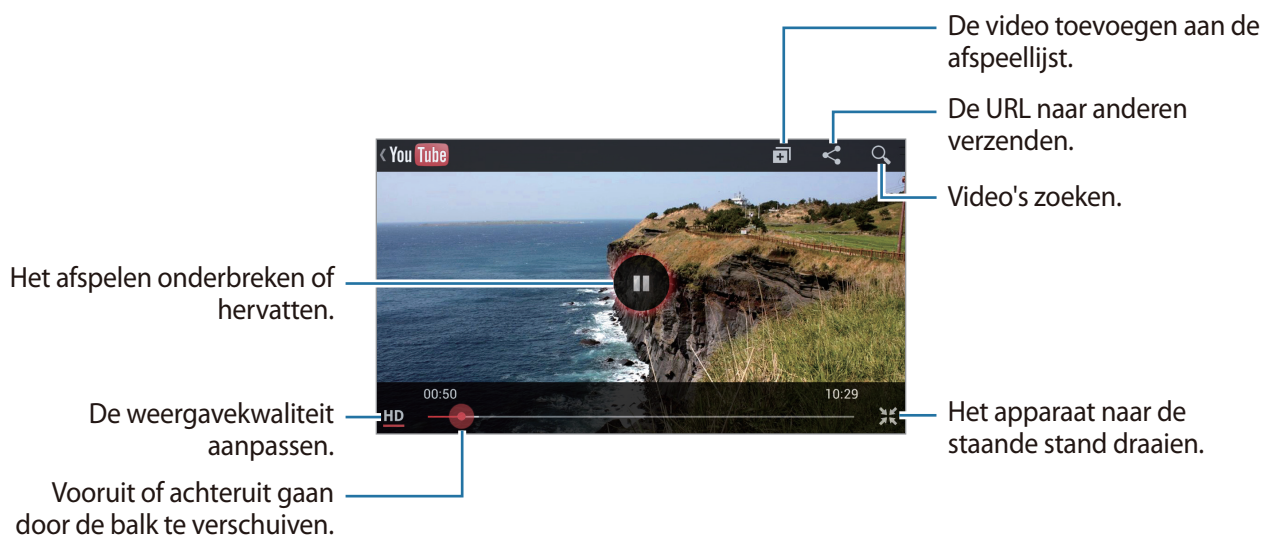 De video toevoegen aan de
afspeellijst.
De URL naar anderen
verzenden.
Video's zoeken.
You Tube
Het afspelen onderbreken of
hervatten.
00:50
10:29
HD
De weergavekwaliteit
aanpassen.
Het apparaat naar de
staande stand draaien.
Vooruit of achteruit gaan
door de balk te verschuiven.